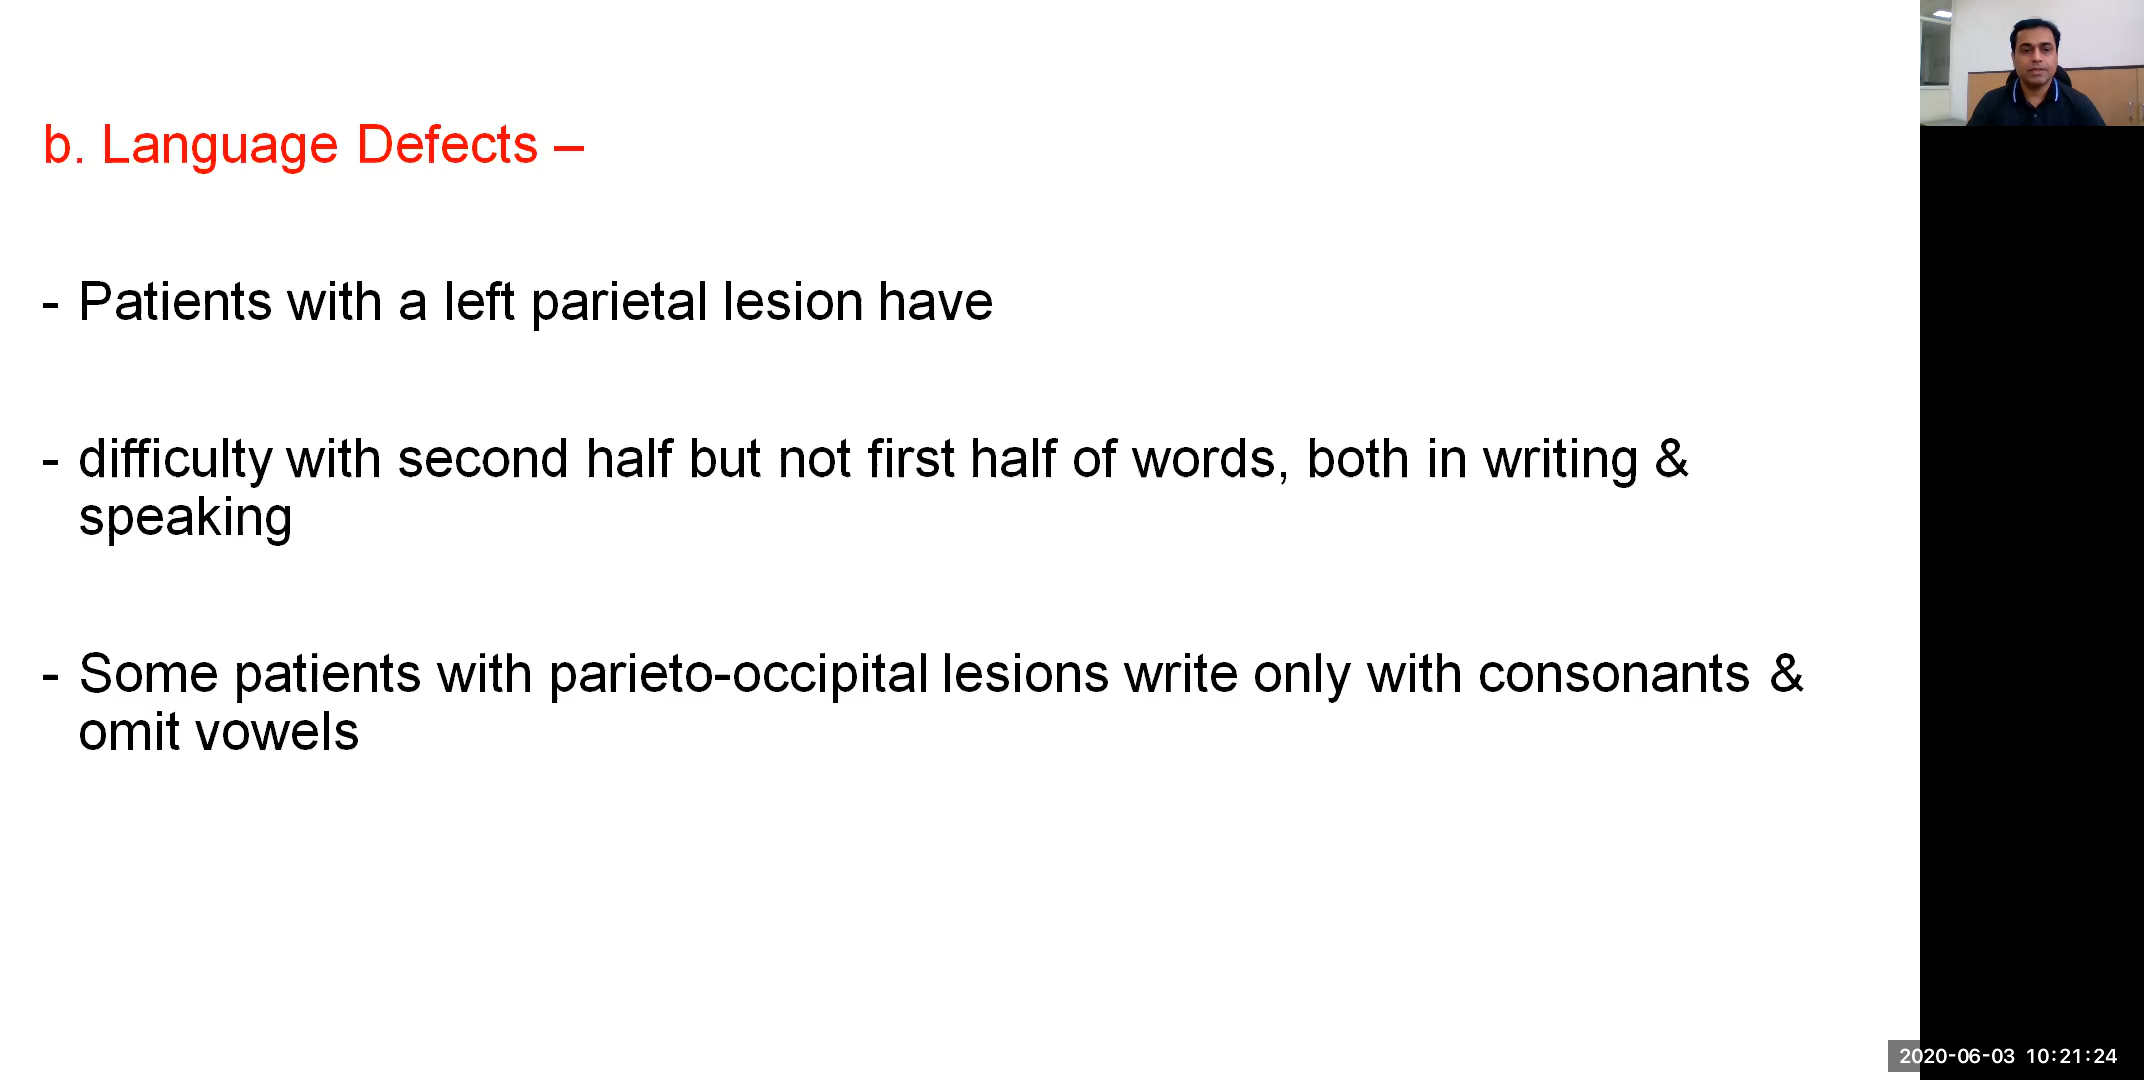 b. Language Defects –
- Patients with a left parietal lesion have
- difficulty with second half but not first half of words, both in writing &
speaking
- Some patients with parieto-occipital lesions write only with consonants &
omit vowels
2020-06-03 10:21:24